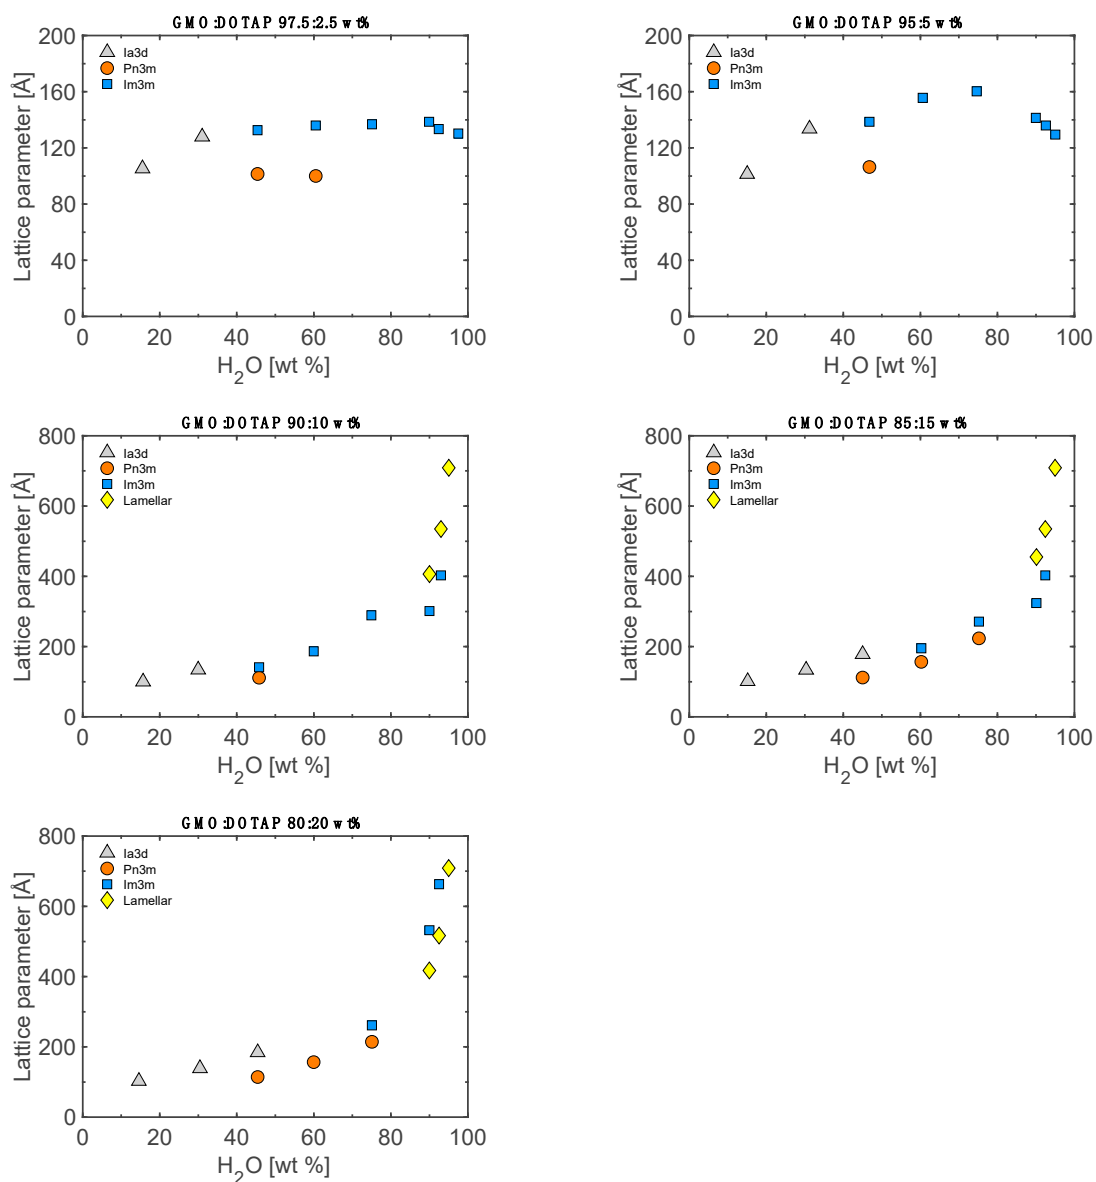 GMO:DOTAP 97.5:2.5 wt%
200
160
120
80
40
0
Lattice parameter [Å]
Ia3d
Pn3m
Im3m
0 20 40 60 80 100
H2O [wt %]
GMO:DOTAP 95:5 wt%
200
160
120
80
40
0
Lattice parameter [Å]
Ia3d
Pn3m
Im3m
0 20 40 60 80 100
H2O [wt %]
GMO:DOTAP 90:10 wt%
800
600
400
200
0
Lattice parameter [Å]
Ia3d
Pn3m
Im3m
Lamellar
0 20 40 60 80 100
H2O [wt %]
GMO:DOTAP 85:15 wt%
800
600
400
200
0
Lattice parameter [Å]
Ia3d
Pn3m
Im3m
Lamellar
0 20 40 60 80 100
H2O [wt %]
GMO:DOTAP 80:20 wt%
800
600
400
200
0
Lattice parameter [Å]
Ia3d
Pn3m
Im3m
Lamellar
0 20 40 60 80 100
H2O [wt %]